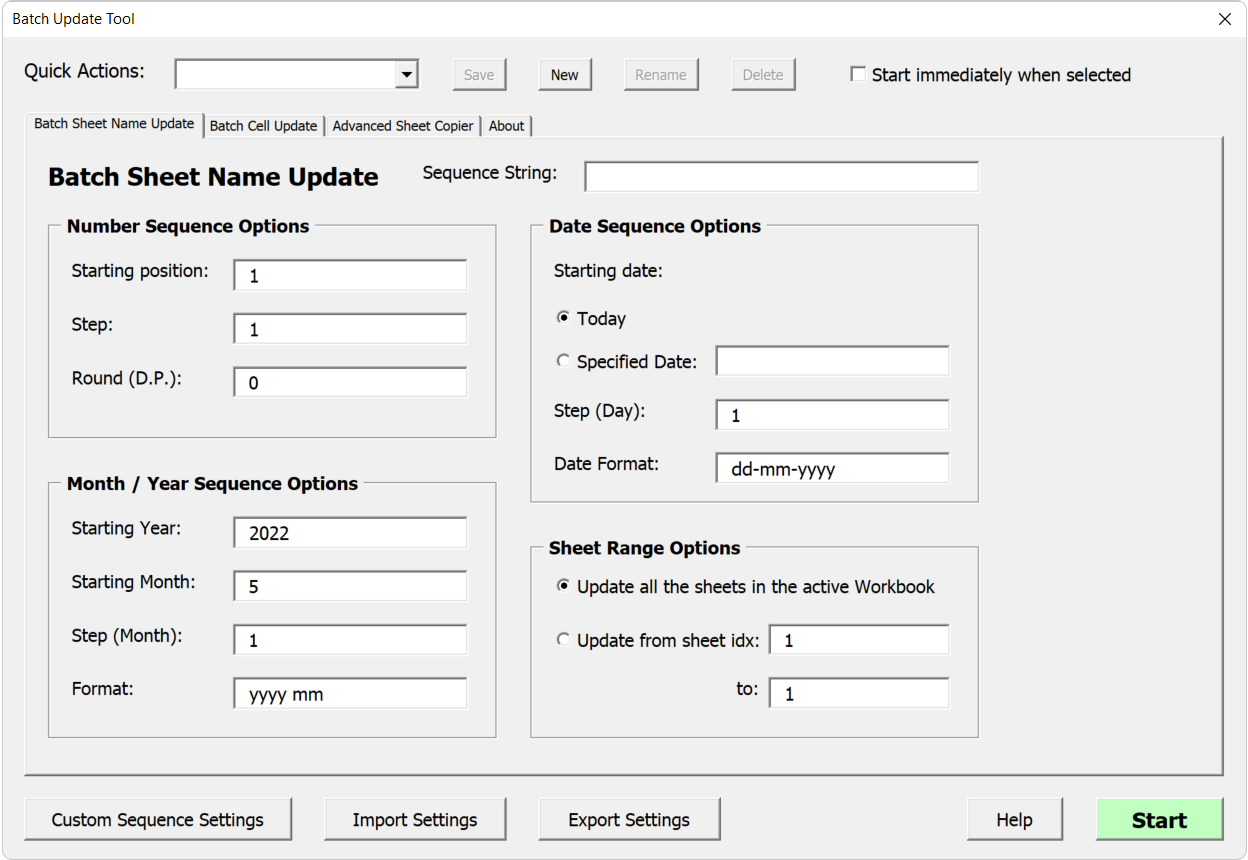 Batch Update Tool
Quick Actions: Save New Rename Delete Start immediately when selected
Batch Sheet Name Update Batch Cell Update Advanced Sheet Copier About
Batch Sheet Name Update Sequence String:
Number Sequence Options
Starting position: 1
Step: 1
Round (D.P.): 0
Month / Year Sequence Options
Starting Year: 2022
Starting Month: 5
Step (Month): 1
Format: yyyy mm
Date Sequence Options
Starting date:
Today
Specified Date:
Step (Day): 1
Date Format: dd-mm-yyyy
Sheet Range Options
Update all the sheets in the active Workbook
Update from sheet idx: 1
to: 1
Custom Sequence Settings Import Settings Export Settings Help Start